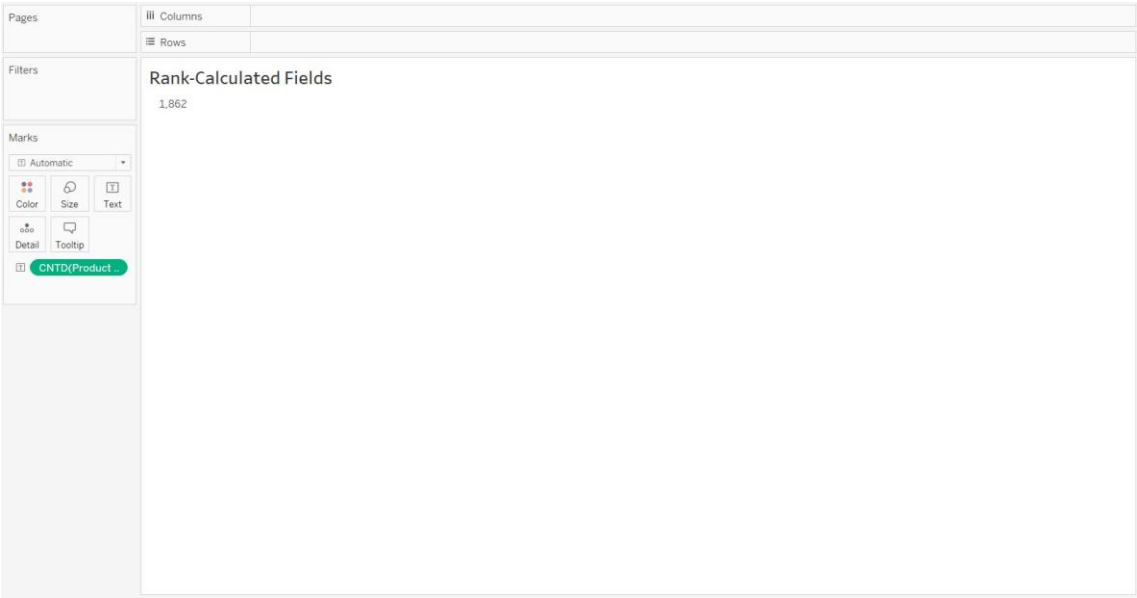 Pages
Columns
Rows
Filters
Rank-Calculated Fields
1,862
Marks
Automatic
Color Size Text
Detail Tooltip
CNTD(Product ..